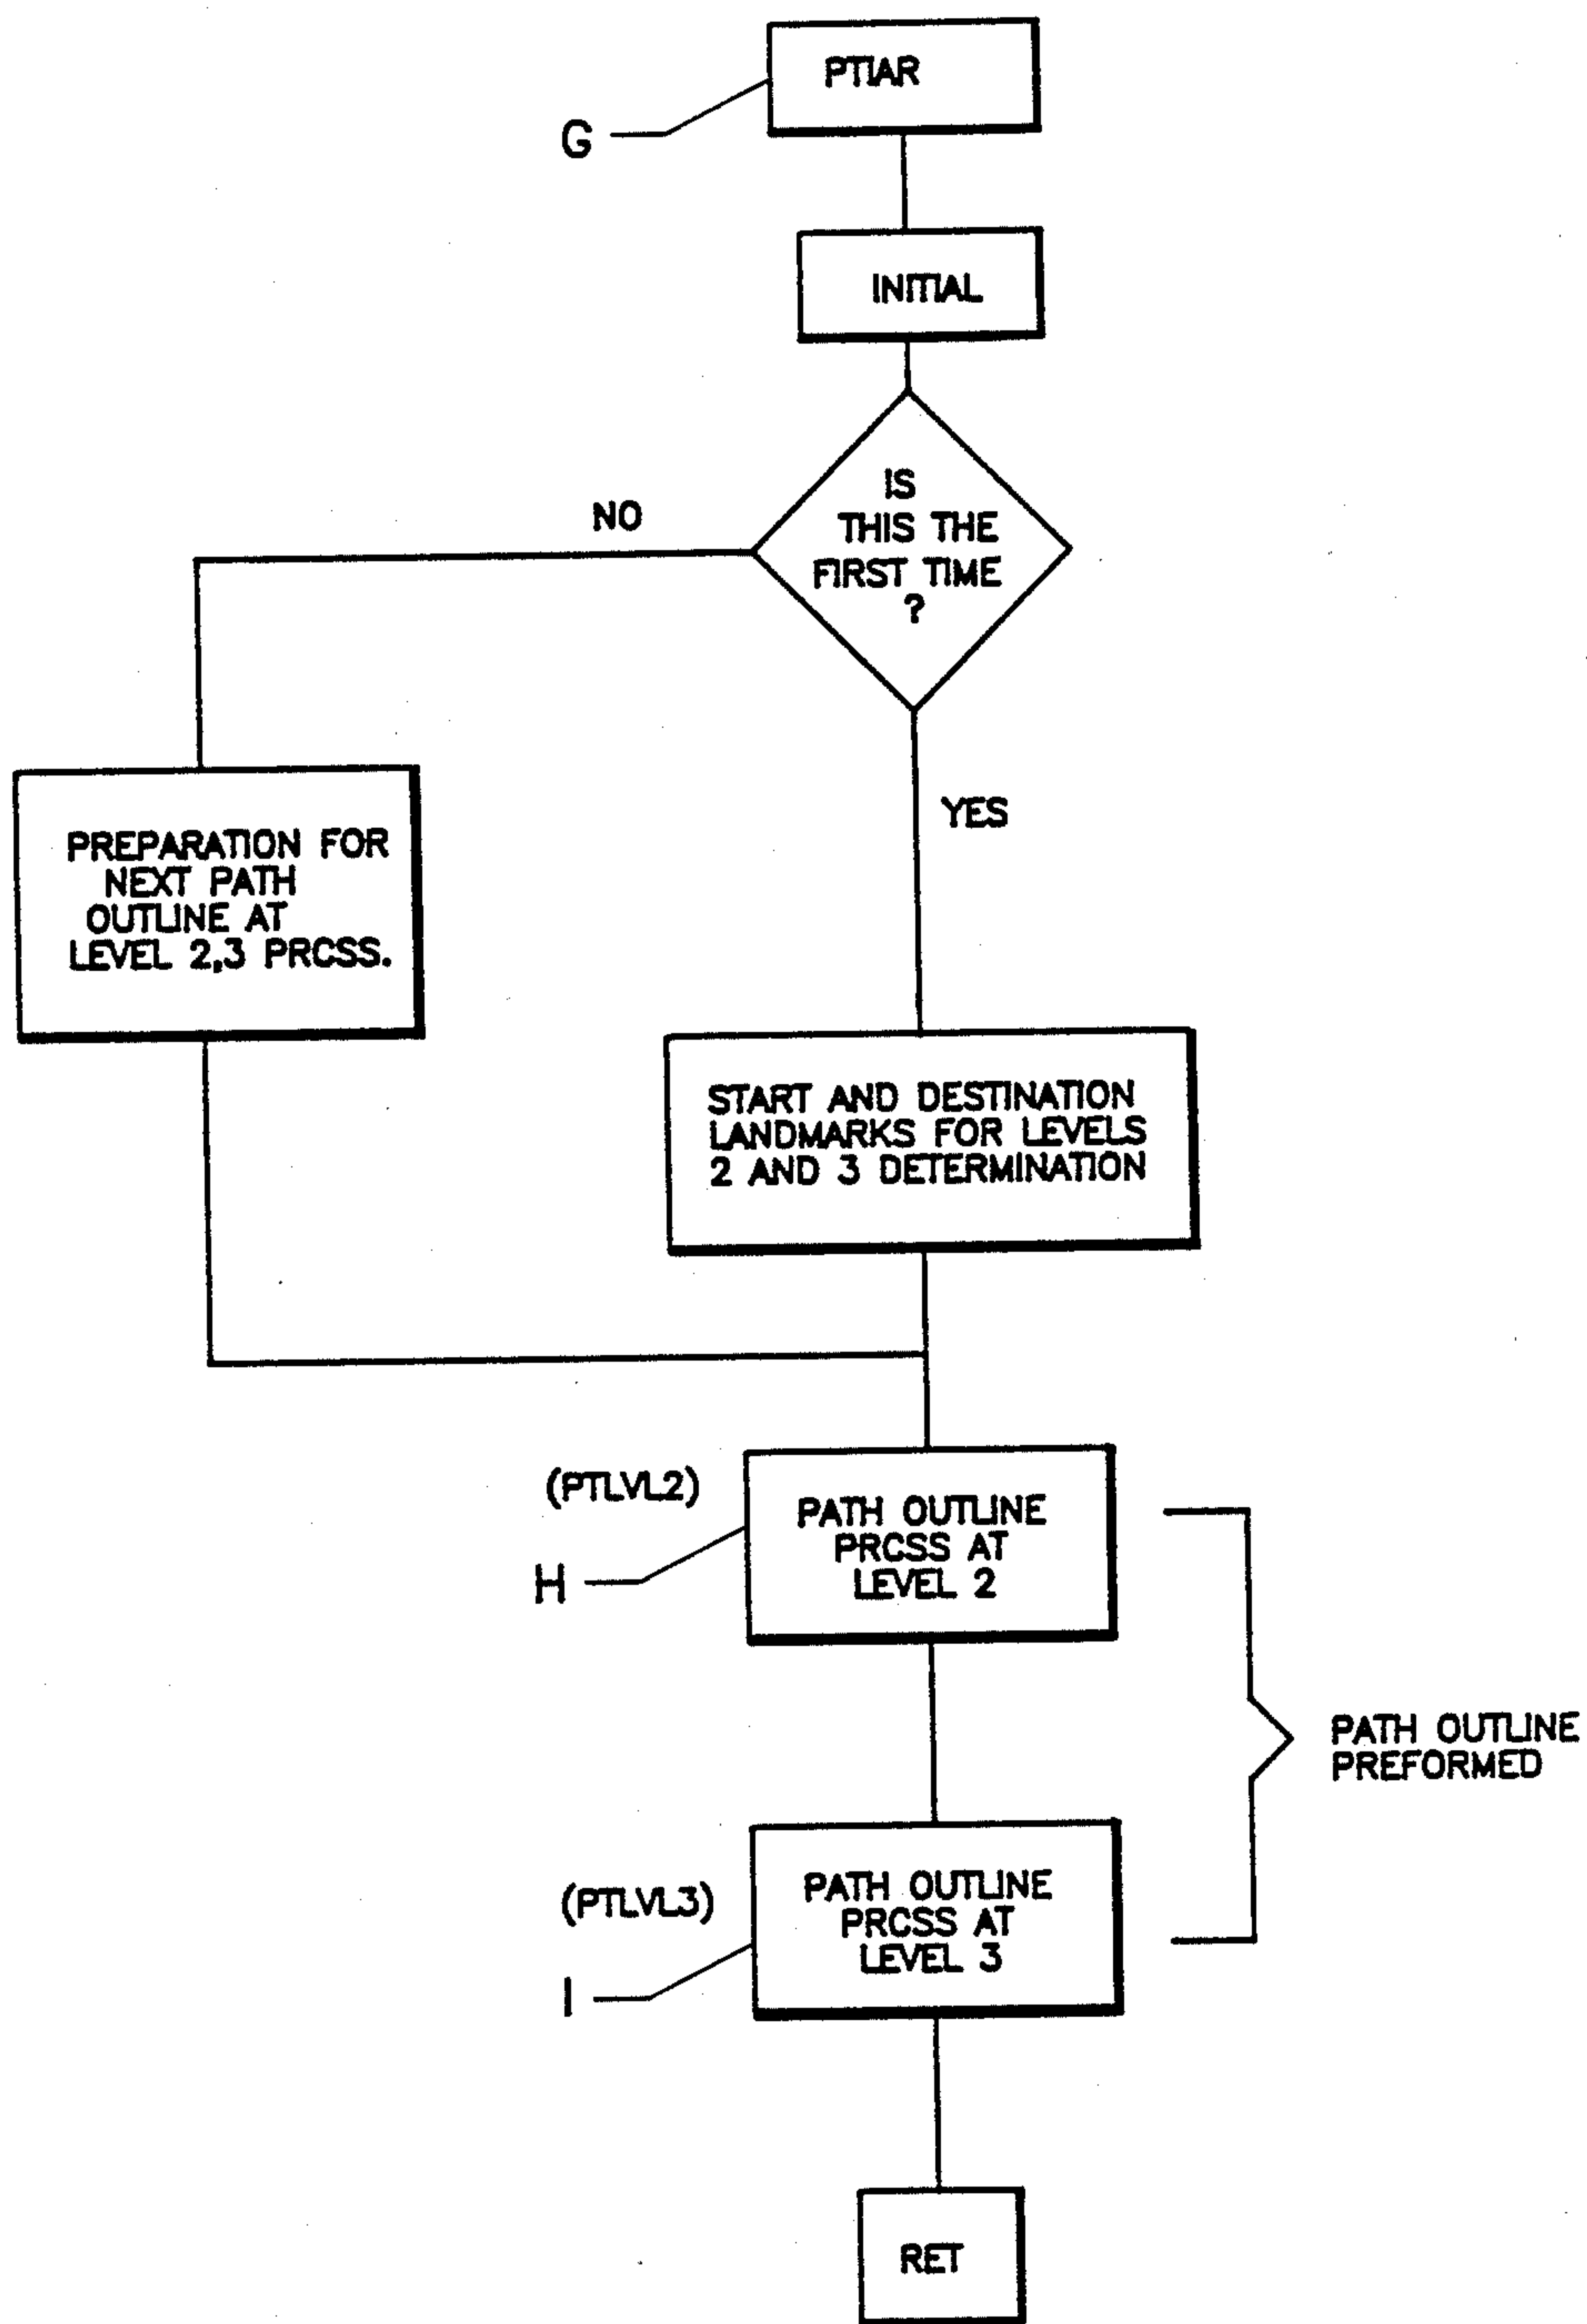 PTIAR
G
INITIAL
IS
THIS THE
FIRST TIME
?
NO
YES
PREPARATION FOR
NEXT PATH
OUTLINE AT
LEVEL 2,3 PRCSS.
START AND DESTINATION
LANDMARKS FOR LEVELS
2 AND 3 DETERMINATION
(PTLVL2)
H
PATH OUTLINE
PRCSS AT
LEVEL 2
PATH OUTLINE
PREFORMED
(PTLVL3)
I
PATH OUTLINE
PRCSS AT
LEVEL 3
RET